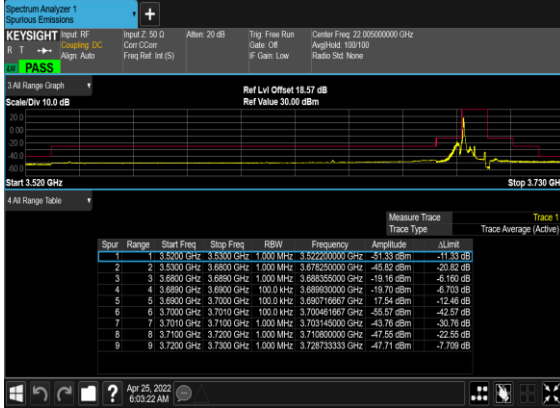 Spectrum Analyzer 1
Spurious Emissions
KEYSIGHT
R T
LXI
PASS
Input: RF
Coupling: DC
Align: Auto
Input Z: 50 Ω
Corr CCorr
Freq Ref: Int (S)
Atten: 20 dB
Trig: Free Run
Gate: Off
IF Gain: Low
Center Freq: 22.005000000 GHz
Avg|Hold: 100/100
Radio Std: None
3 All Range Graph
Scale/Div 10.0 dB
Ref Lvl Offset 18.57 dB
Ref Value 30.00 dBm
20.0
0.00
-20.0
-40.0
-60.0
Start 3.520 GHz
Stop 3.730 GH
4 All Range Table
Measure Trace Trace 1
Trace Type Trace Average (Active)
Spur Range Start Freq Stop Freq RBW Frequency Amplitude ΔLimit
1 1 3.5200 GHz 3.5300 GHz 1.000 MHz 3.522200000 GHz -51.33 dBm -11.33 dB
2 2 3.5300 GHz 3.6800 GHz 1.000 MHz 3.678250000 GHz -45.82 dBm -20.82 dB
3 3 3.6800 GHz 3.6890 GHz 1.000 MHz 3.688355000 GHz -19.16 dBm -6.160 dB
4 4 3.6890 GHz 3.6900 GHz 100.0 kHz 3.689930000 GHz -19.70 dBm -6.703 dB
5 5 3.6900 GHz 3.7000 GHz 100.0 kHz 3.690716667 GHz 17.54 dBm -12.46 dB
6 6 3.7000 GHz 3.7010 GHz 100.0 kHz 3.700461667 GHz -55.57 dBm -42.57 dB
7 7 3.7010 GHz 3.7100 GHz 1.000 MHz 3.703145000 GHz -43.76 dBm -30.76 dB
8 8 3.7100 GHz 3.7200 GHz 1.000 MHz 3.710800000 GHz -47.55 dBm -22.55 dB
9 9 3.7200 GHz 3.7300 GHz 1.000 MHz 3.728733333 GHz -47.71 dBm -7.709 dB
?
Apr 25, 2022
6:03:22 AM